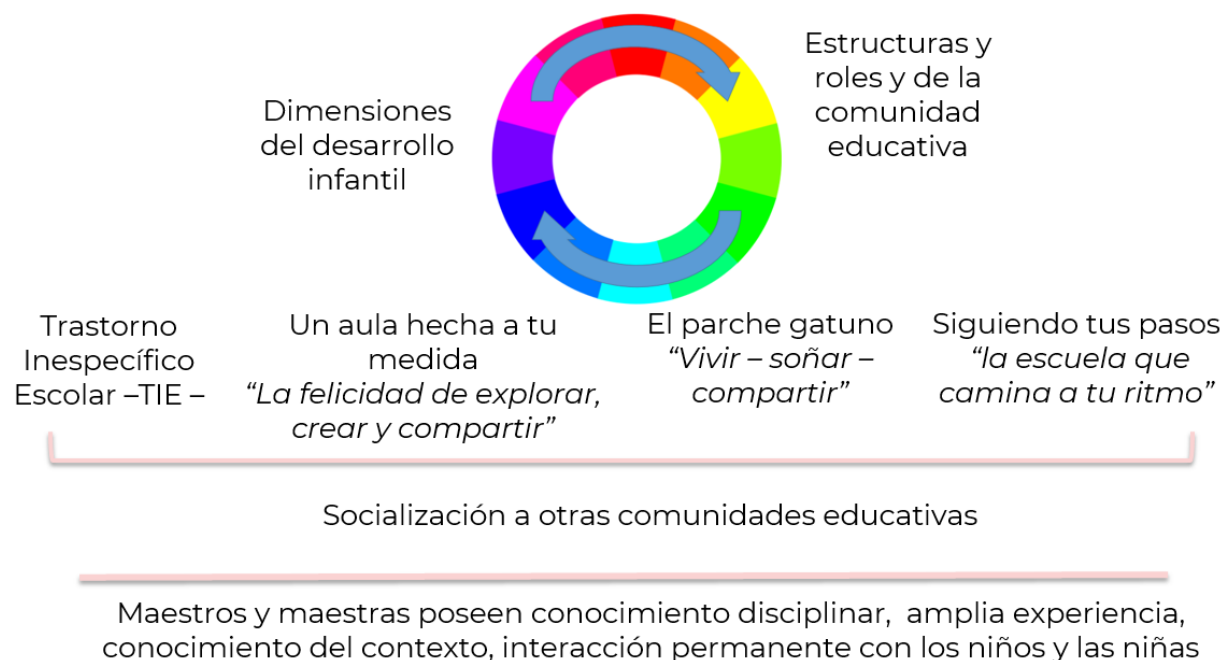 Dimensiones
del desarrollo
infantil
Estructuras y
roles y de la
comunidad
educativa
Trastorno
Inespecífico
Escolar –TIE –
Un aula hecha a tu
medida
“La felicidad de explorar,
crear y compartir”
El parche gatuno
“Vivir – soñar –
compartir”
Siguiendo tus pasos
“la escuela que
camina a tu ritmo”
Socialización a otras comunidades educativas
Maestros y maestras poseen conocimiento disciplinar, amplia experiencia,
conocimiento del contexto, interacción permanente con los niños y las niñas